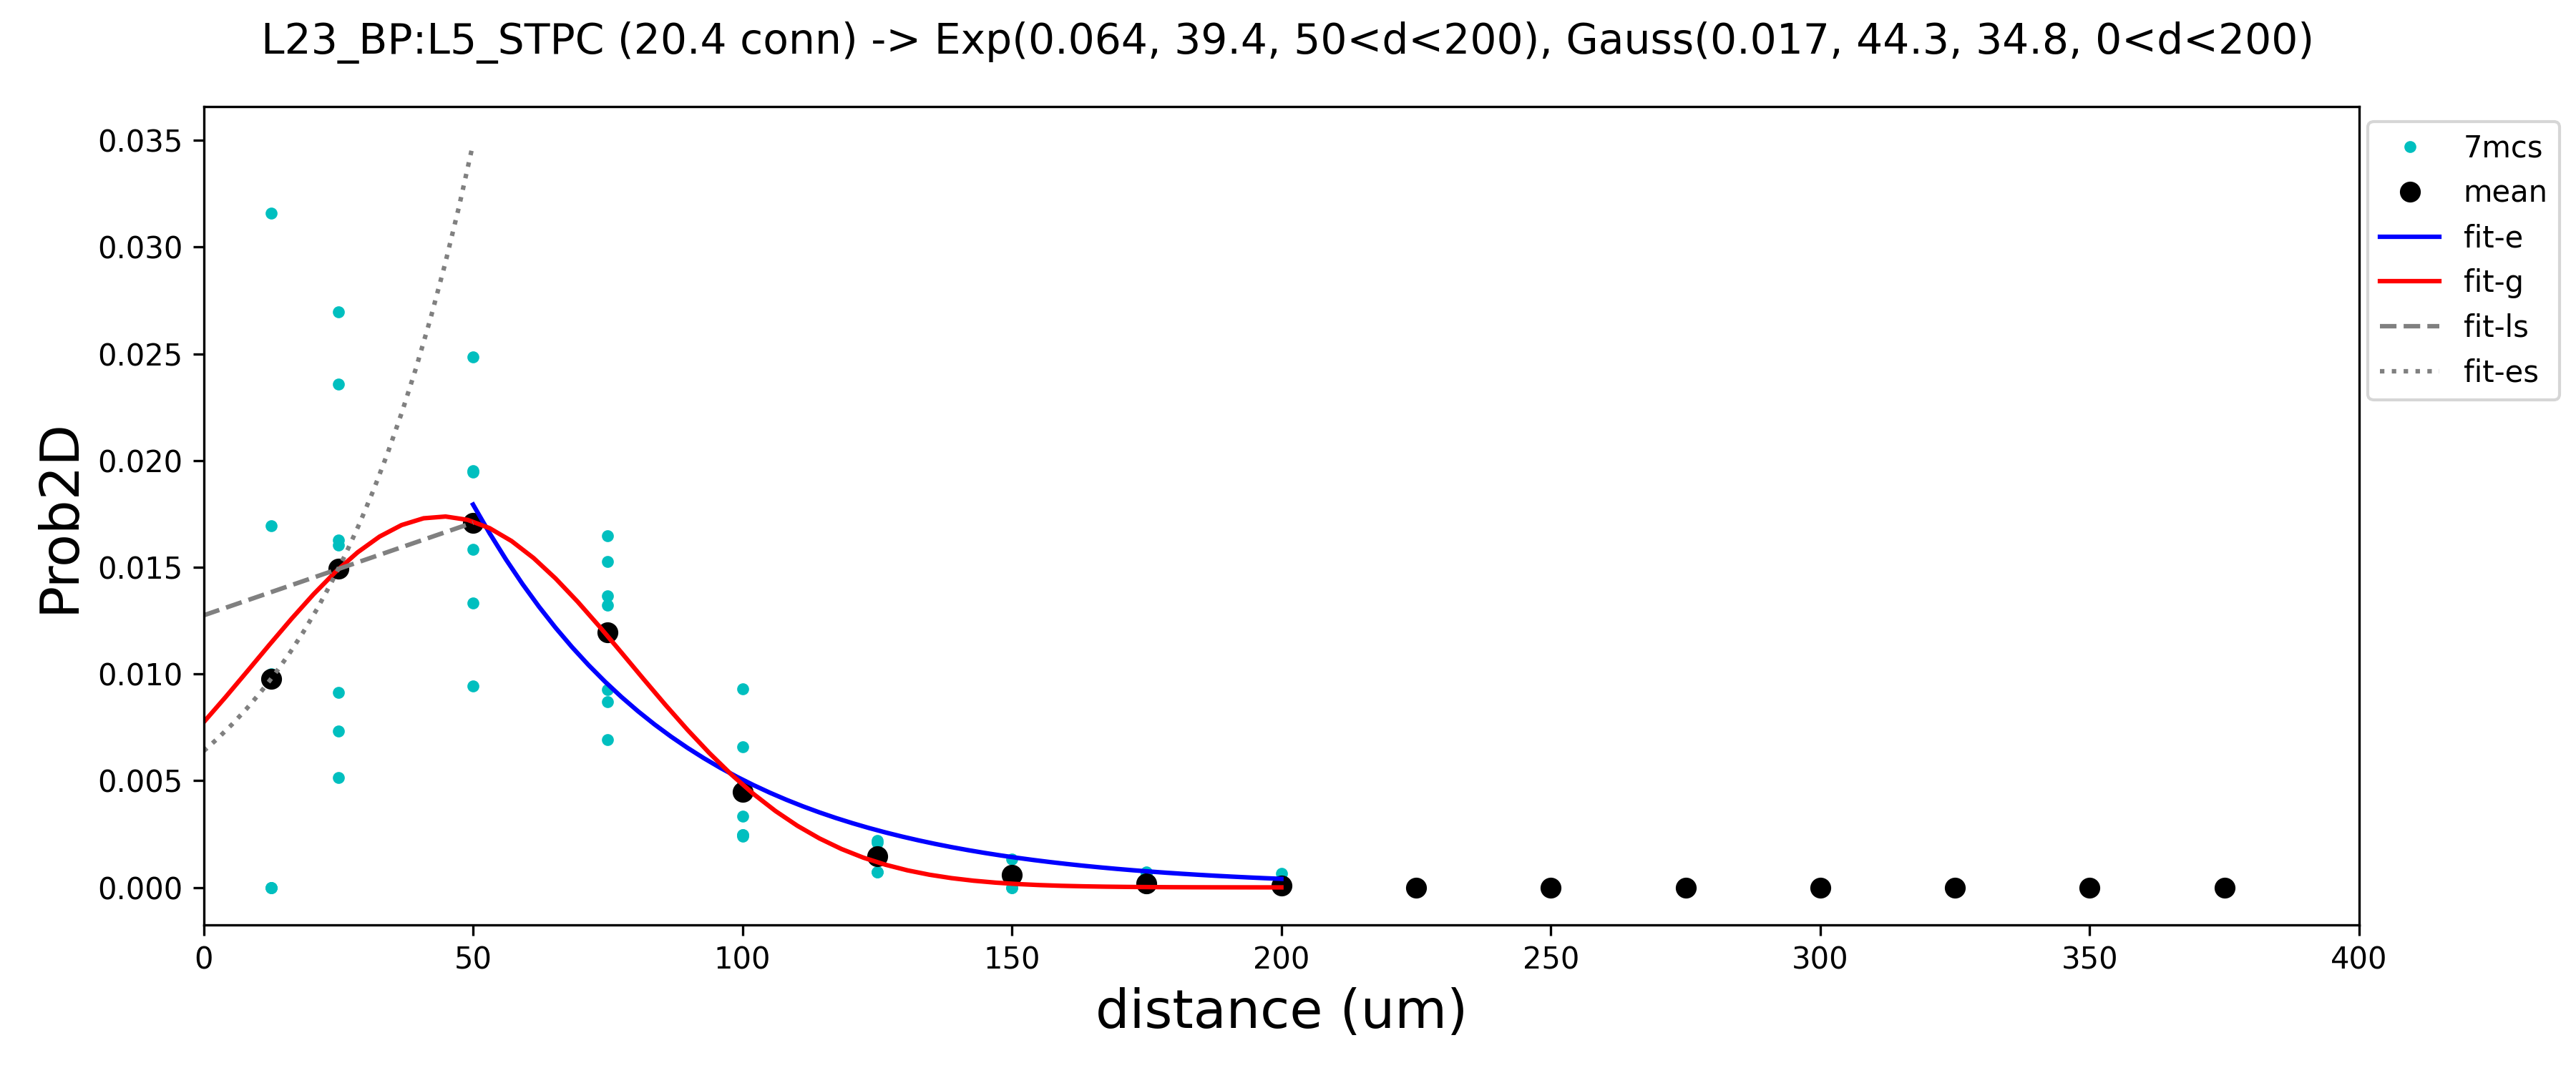 L23_BP:L5_STPC (20.4 conn) -> Exp(0.064, 39.4, 50<d<200), Gauss(0.017, 44.3, 34.8, 0<d<200)
0.035
0.030
0.025
0.020
0.015
0.010
0.005
0.000
Prob2D
0 50 100 150 200 250 300 350 400
distance (um)
7mcs
mean
fit-e
fit-g
fit-ls
fit-es